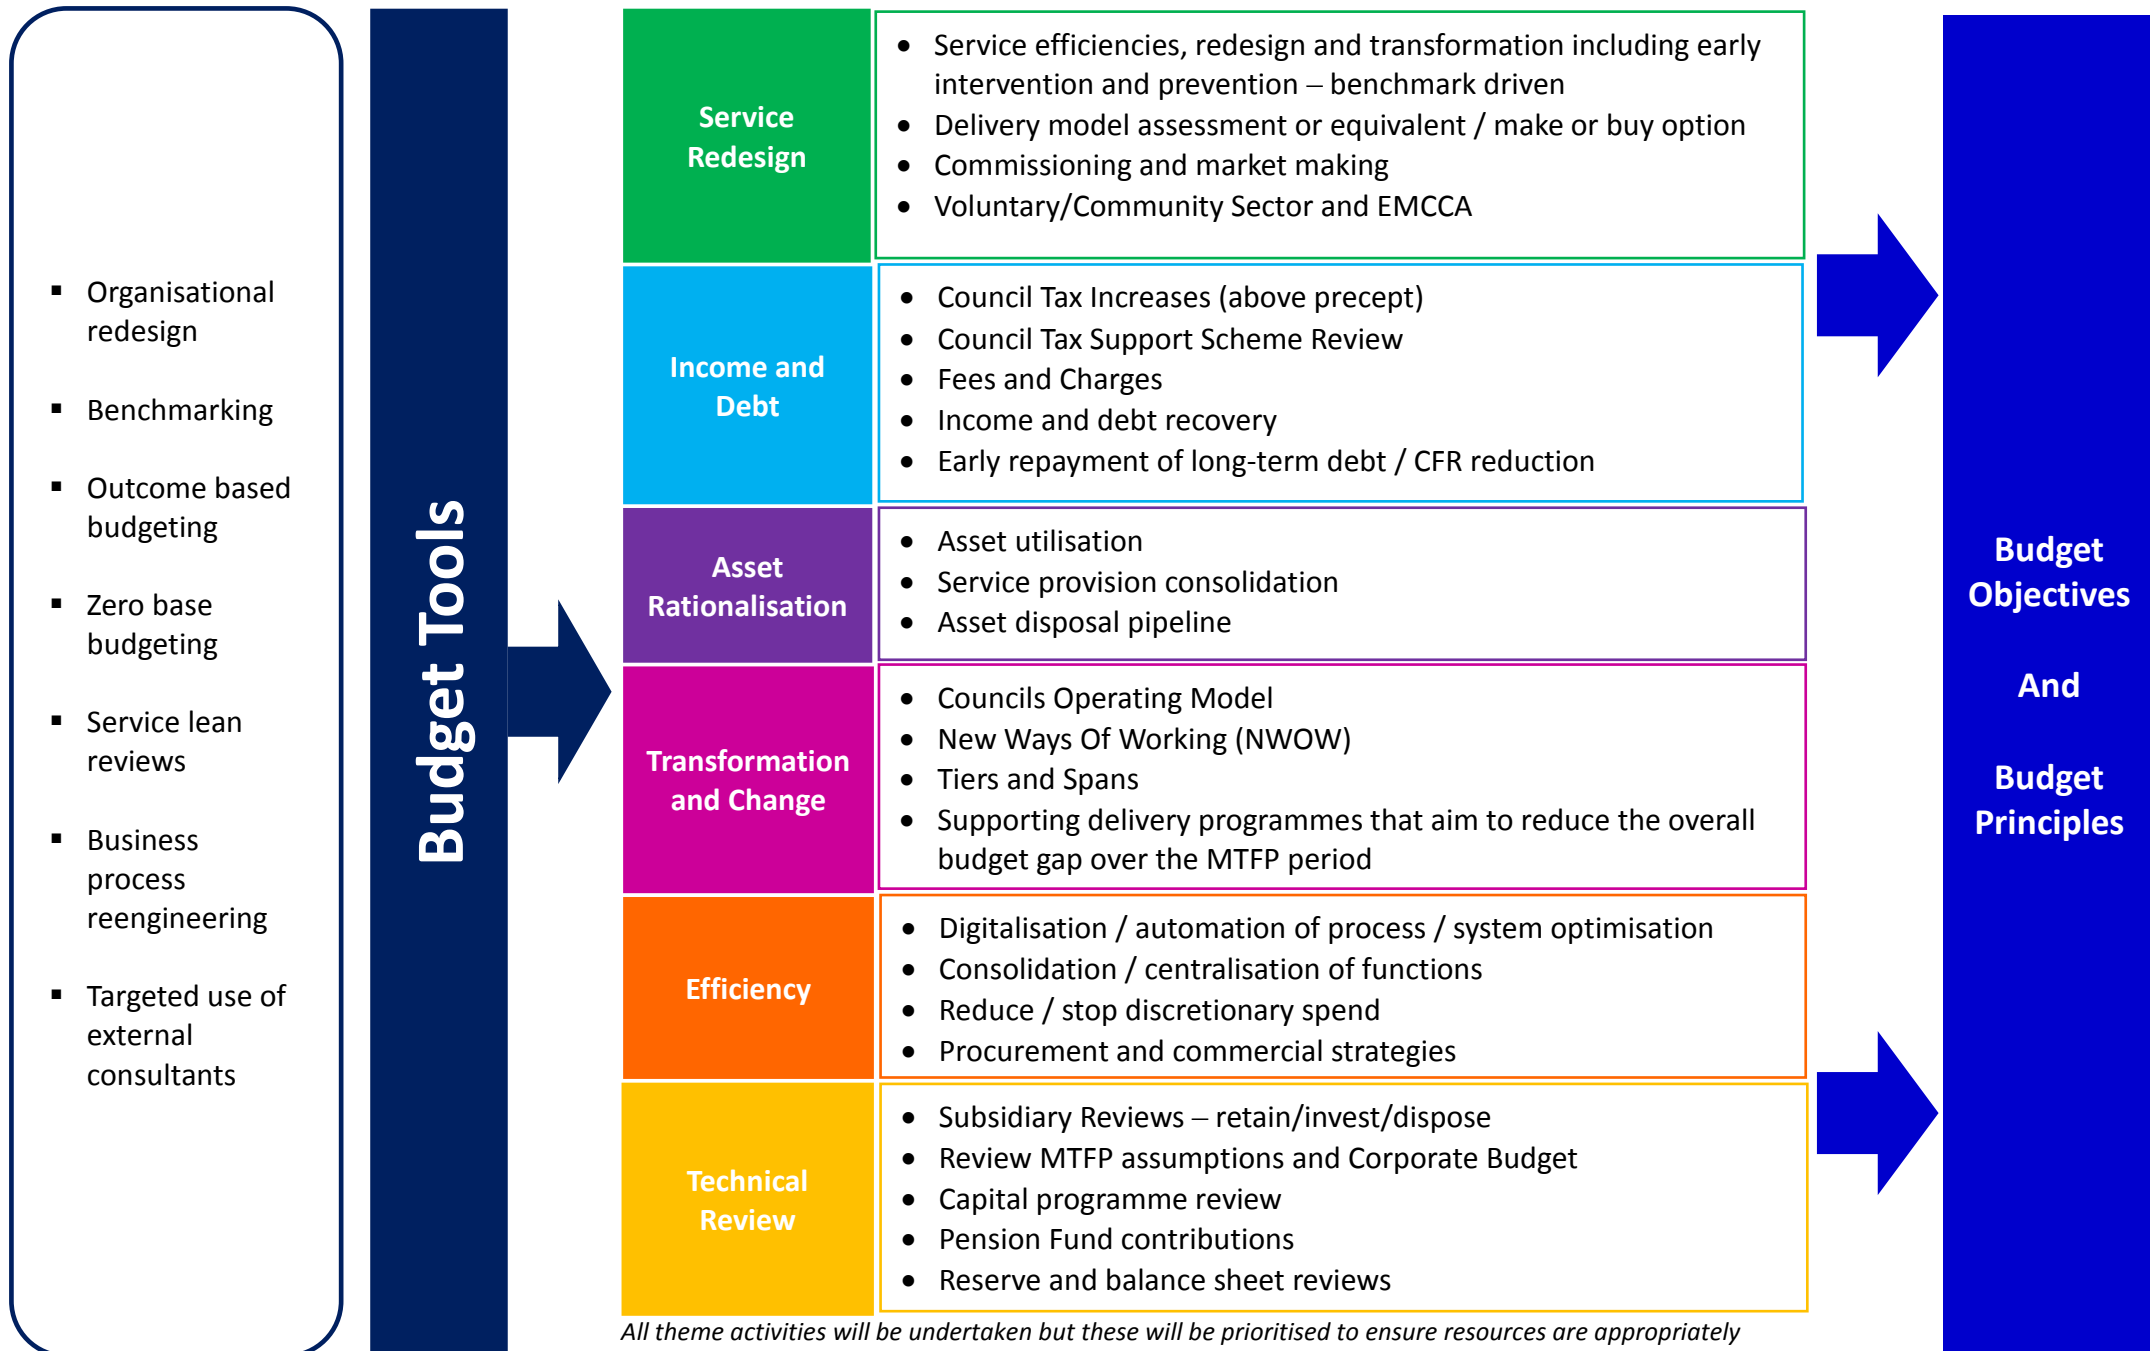 ▪ Organisational
redesign
▪ Benchmarking
▪ Outcome based
budgeting
▪ Zero base
budgeting
▪ Service lean
reviews
▪ Business
process
reengineering
▪ Targeted use of
external
consultants
Budget Tools
Service
Redesign
• Service efficiencies, redesign and transformation including early
intervention and prevention – benchmark driven
• Delivery model assessment or equivalent / make or buy option
• Commissioning and market making
• Voluntary/Community Sector and EMCCA
Income and
Debt
• Council Tax Increases (above precept)
• Council Tax Support Scheme Review
• Fees and Charges
• Income and debt recovery
• Early repayment of long-term debt / CFR reduction
Asset
Rationalisation
• Asset utilisation
• Service provision consolidation
• Asset disposal pipeline
Transformation
and Change
• Councils Operating Model
• New Ways Of Working (NWOW)
• Tiers and Spans
• Supporting delivery programmes that aim to reduce the overall
budget gap over the MTFP period
Efficiency
• Digitalisation / automation of process / system optimisation
• Consolidation / centralisation of functions
• Reduce / stop discretionary spend
• Procurement and commercial strategies
Technical
Review
• Subsidiary Reviews – retain/invest/dispose
• Review MTFP assumptions and Corporate Budget
• Capital programme review
• Pension Fund contributions
• Reserve and balance sheet reviews
All theme activities will be undertaken but these will be prioritised to ensure resources are appropriately
Budget
Objectives
And
Budget
Principles